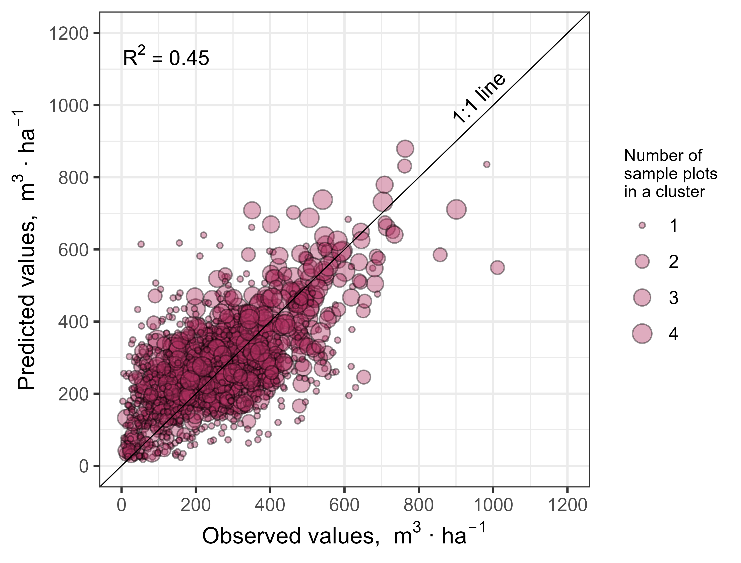 R² = 0.45
1:1 line
Predicted values, m³ · ha⁻¹
1200
1000
800
600
400
200
0
0 200 400 600 800 1000 1200
Observed values, m³ · ha⁻¹
Number of
sample plots
in a cluster
1
2
3
4